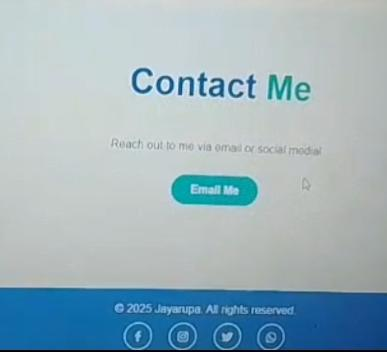 Contact Me
Reach out to me via email or social media!
Email Me
© 2025 Jayarupa. All rights reserved.